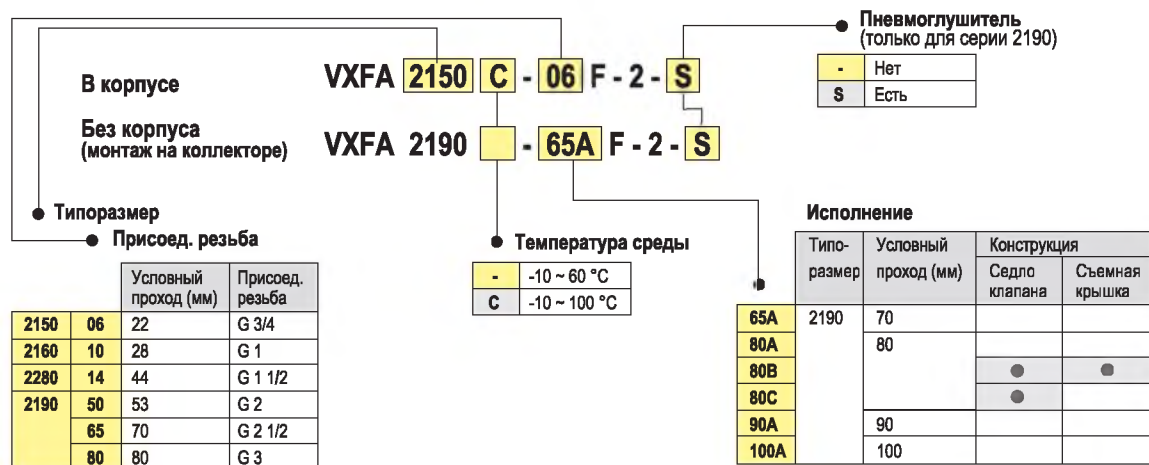 Пневмоглушитель
(только для серии 2190)
- Нет
S Есть
В корпусе VXFA 2150 C - 06 F - 2 - S
Без корпуса
(монтаж на коллекторе) VXFA 2190 - 65A F - 2 - S
Типоразмер
Присоед. резьба
Условный проход (мм) Присоед. резьба
2150 06 22 G 3/4
2160 10 28 G 1
2280 14 44 G 1 1/2
2190 50 53 G 2
65 70 G 2 1/2
80 80 G 3
Температура среды
- -10 ~ 60 °C
C -10 ~ 100 °C
Исполнение
Типо-размер Условный проход (мм) Конструкция
Седло клапана Съемная крышка
65A 2190 70
80A 80
80B ● ●
80C ●
90A 90
100A 100